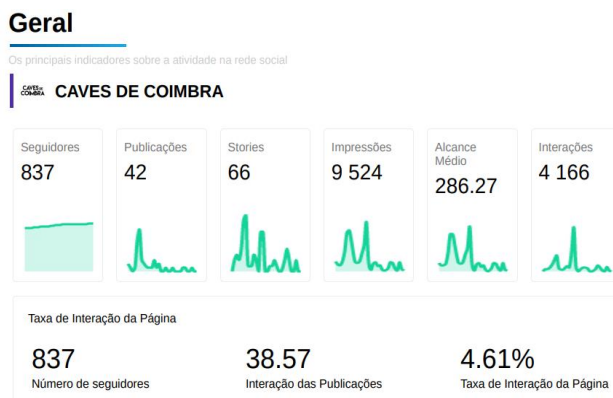 Geral
Os principais indicadores sobre a atividade na rede social
CAVES DE COIMBRA
CAVES DE COIMBRA
Seguidores
837
Publicações
42
Stories
66
Impressões
9 524
Alcance
Médio
286.27
Interações
4 166
Taxa de Interação da Página
837
Número de seguidores
38.57
Interação das Publicações
4.61%
Taxa de Interação da Página